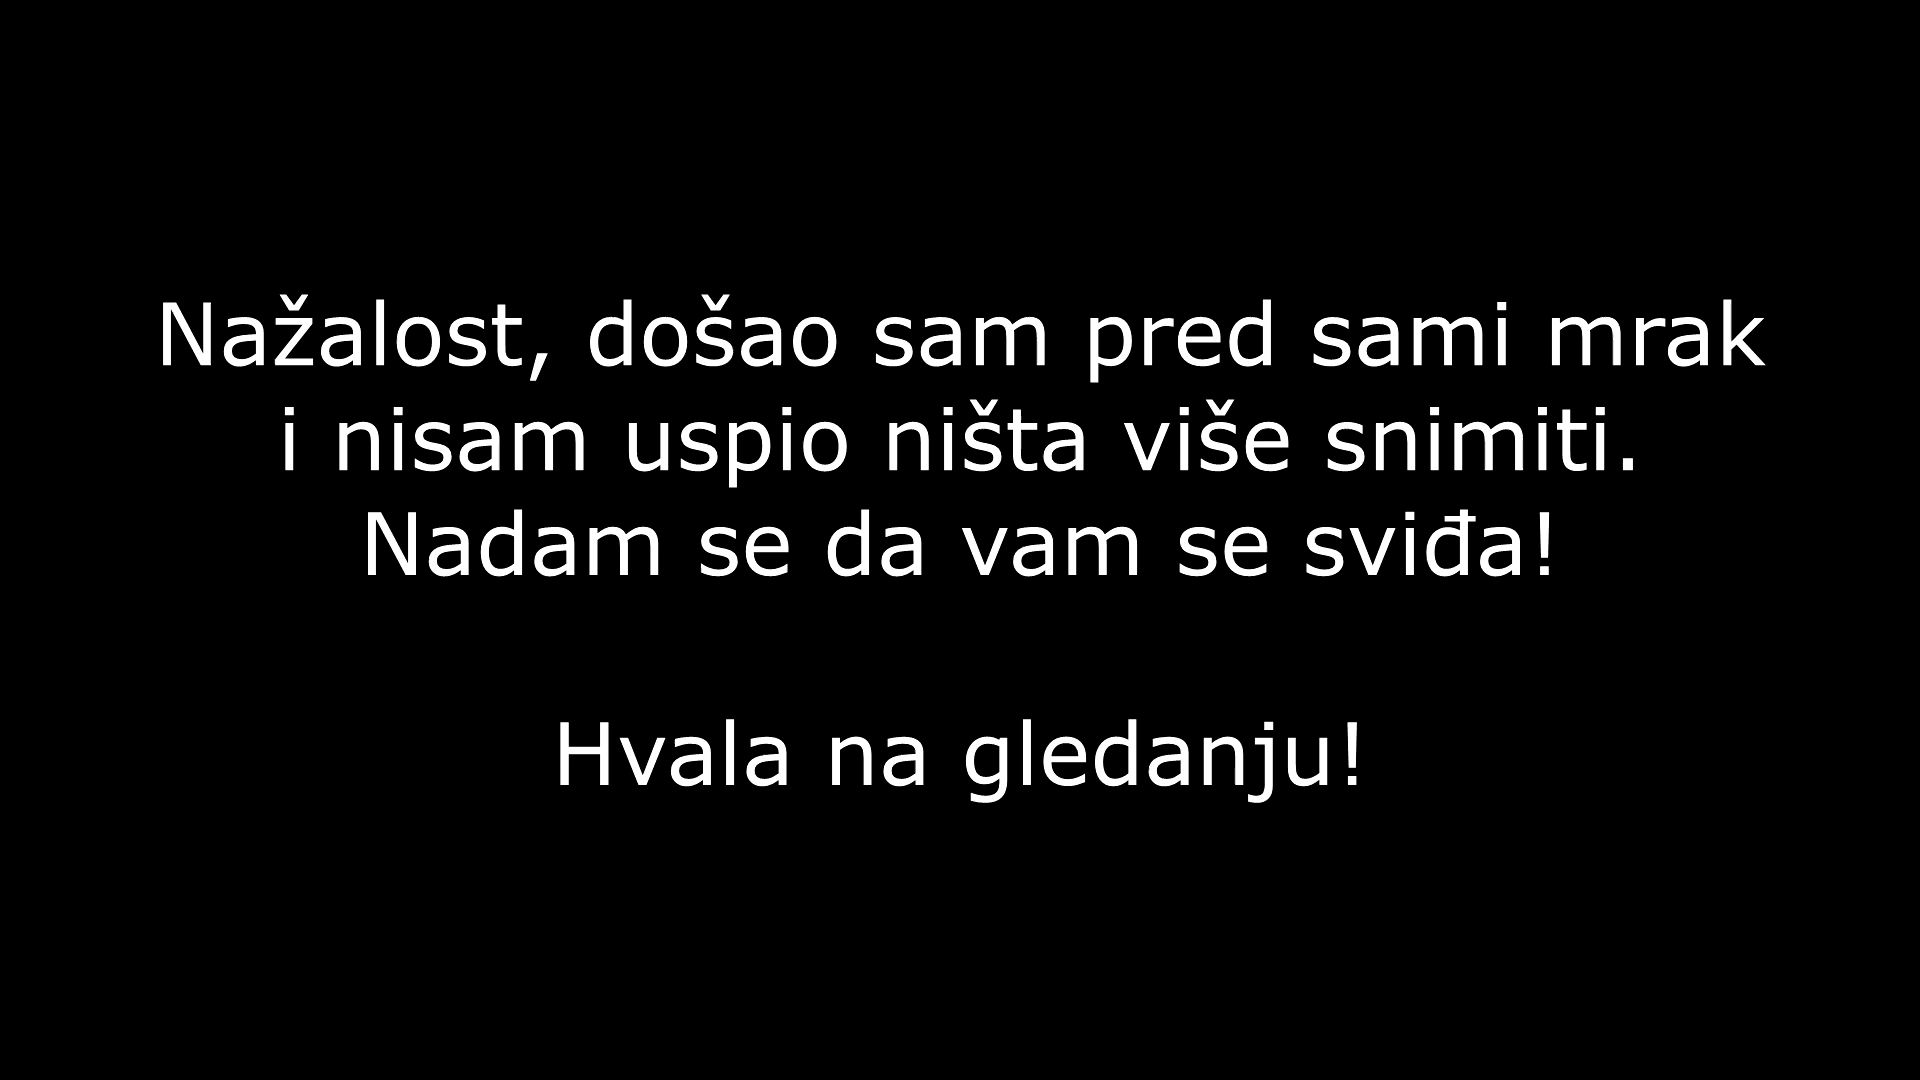 Nažalost, došao sam pred sami mrak
i nisam uspio ništa više snimiti.
Nadam se da vam se sviđa!
Hvala na gledanju!